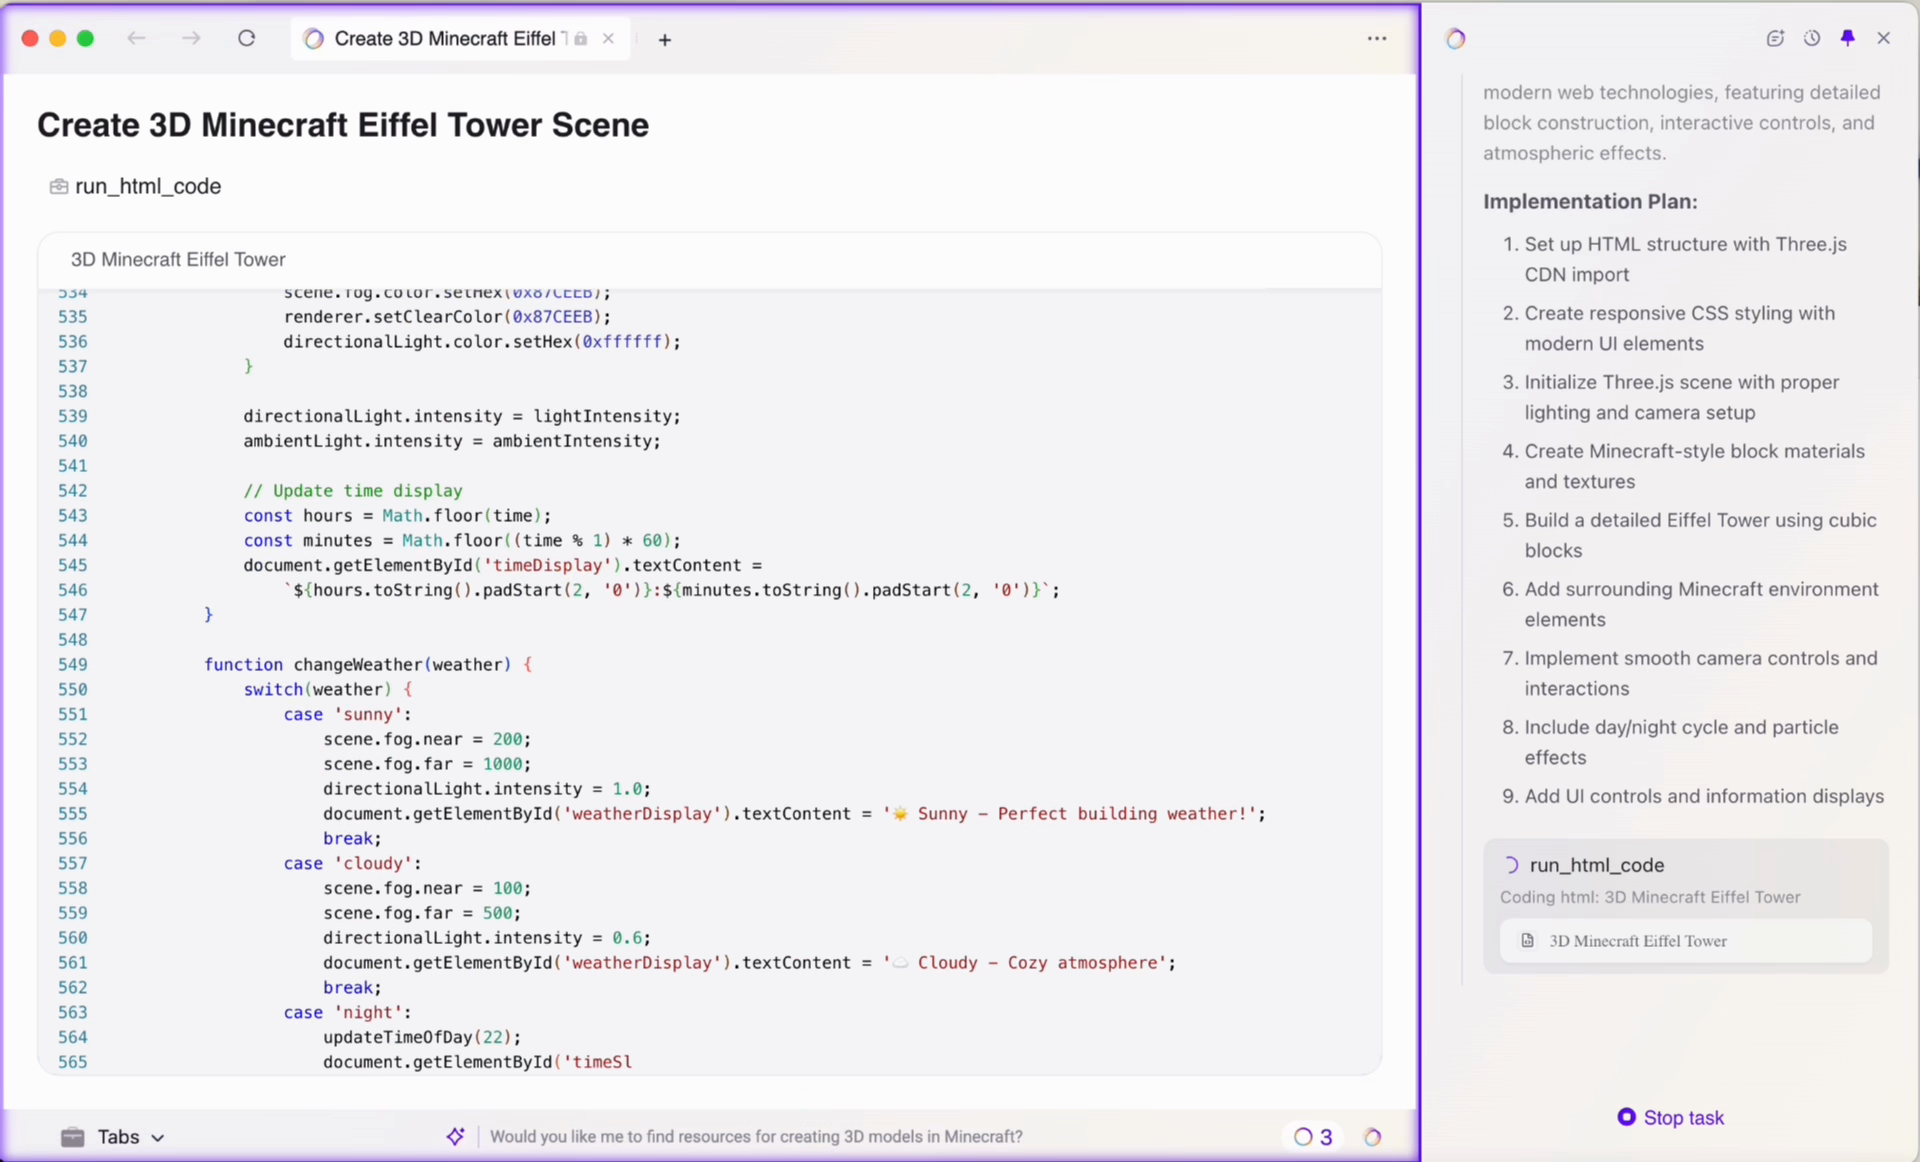 Create 3D Minecraft Eiffel
Create 3D Minecraft Eiffel Tower Scene
run_html_code
3D Minecraft Eiffel Tower
534 scene.fog.color.setHex(0x87CEEB);
535 renderer.setClearColor(0x87CEEB);
536 directionalLight.color.setHex(0xffffff);
537 }
538
539 directionalLight.intensity = lightIntensity;
540 ambientLight.intensity = ambientIntensity;
541
542 // Update time display
543 const hours = Math.floor(time);
544 const minutes = Math.floor((time % 1) * 60);
545 document.getElementById('timeDisplay').textContent =
546 `${hours.toString().padStart(2, '0')}:${minutes.toString().padStart(2, '0')}`;
547 }
548
549 function changeWeather(weather) {
550 switch(weather) {
551 case 'sunny':
552 scene.fog.near = 200;
553 scene.fog.far = 1000;
554 directionalLight.intensity = 1.0;
555 document.getElementById('weatherDisplay').textContent = '☀️ Sunny - Perfect building weather!';
556 break;
557 case 'cloudy':
558 scene.fog.near = 100;
559 scene.fog.far = 500;
560 directionalLight.intensity = 0.6;
561 document.getElementById('weatherDisplay').textContent = '☁️ Cloudy - Cozy atmosphere';
562 break;
563 case 'night':
564 updateTimeOfDay(22);
565 document.getElementById('timeSl
Tabs
Would you like me to find resources for creating 3D models in Minecraft?
3
modern web technologies, featuring detailed
block construction, interactive controls, and
atmospheric effects.
Implementation Plan:
1. Set up HTML structure with Three.js
CDN import
2. Create responsive CSS styling with
modern UI elements
3. Initialize Three.js scene with proper
lighting and camera setup
4. Create Minecraft-style block materials
and textures
5. Build a detailed Eiffel Tower using cubic
blocks
6. Add surrounding Minecraft environment
elements
7. Implement smooth camera controls and
interactions
8. Include day/night cycle and particle
effects
9. Add UI controls and information displays
run_html_code
Coding html: 3D Minecraft Eiffel Tower
3D Minecraft Eiffel Tower
Stop task